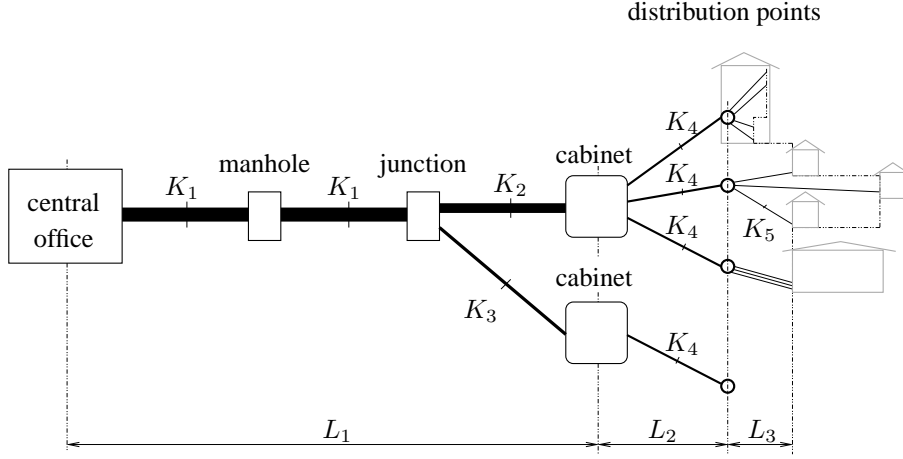 distribution points
K4
manhole
junction
cabinet
K1
K1
K2
K4
central
office
K5
K4
cabinet
K3
K4
L1
L2
L3